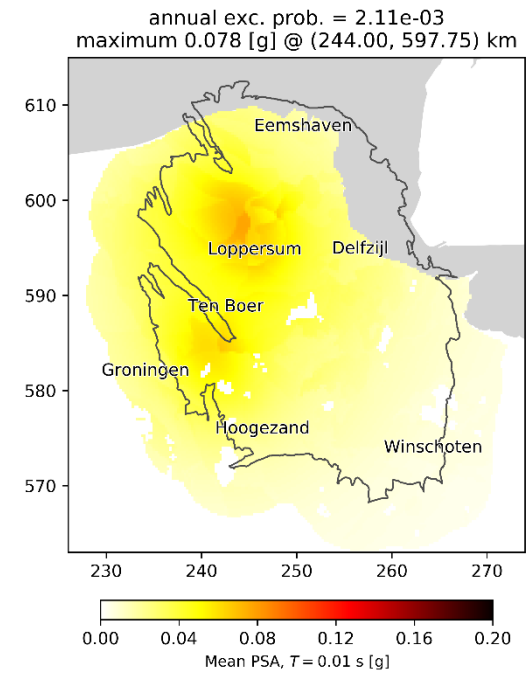 annual exc. prob. = 2.11e-03
maximum 0.078 [g] @ (244.00, 597.75) km
610
Eemshaven
600
Loppersum
Delfzijl
590
Ten Boer
Groningen
580
Hoogezand
Winschoten
570
230 240 250 260 270
0.00 0.04 0.08 0.12 0.16 0.20
Mean PSA, T = 0.01 s [g]